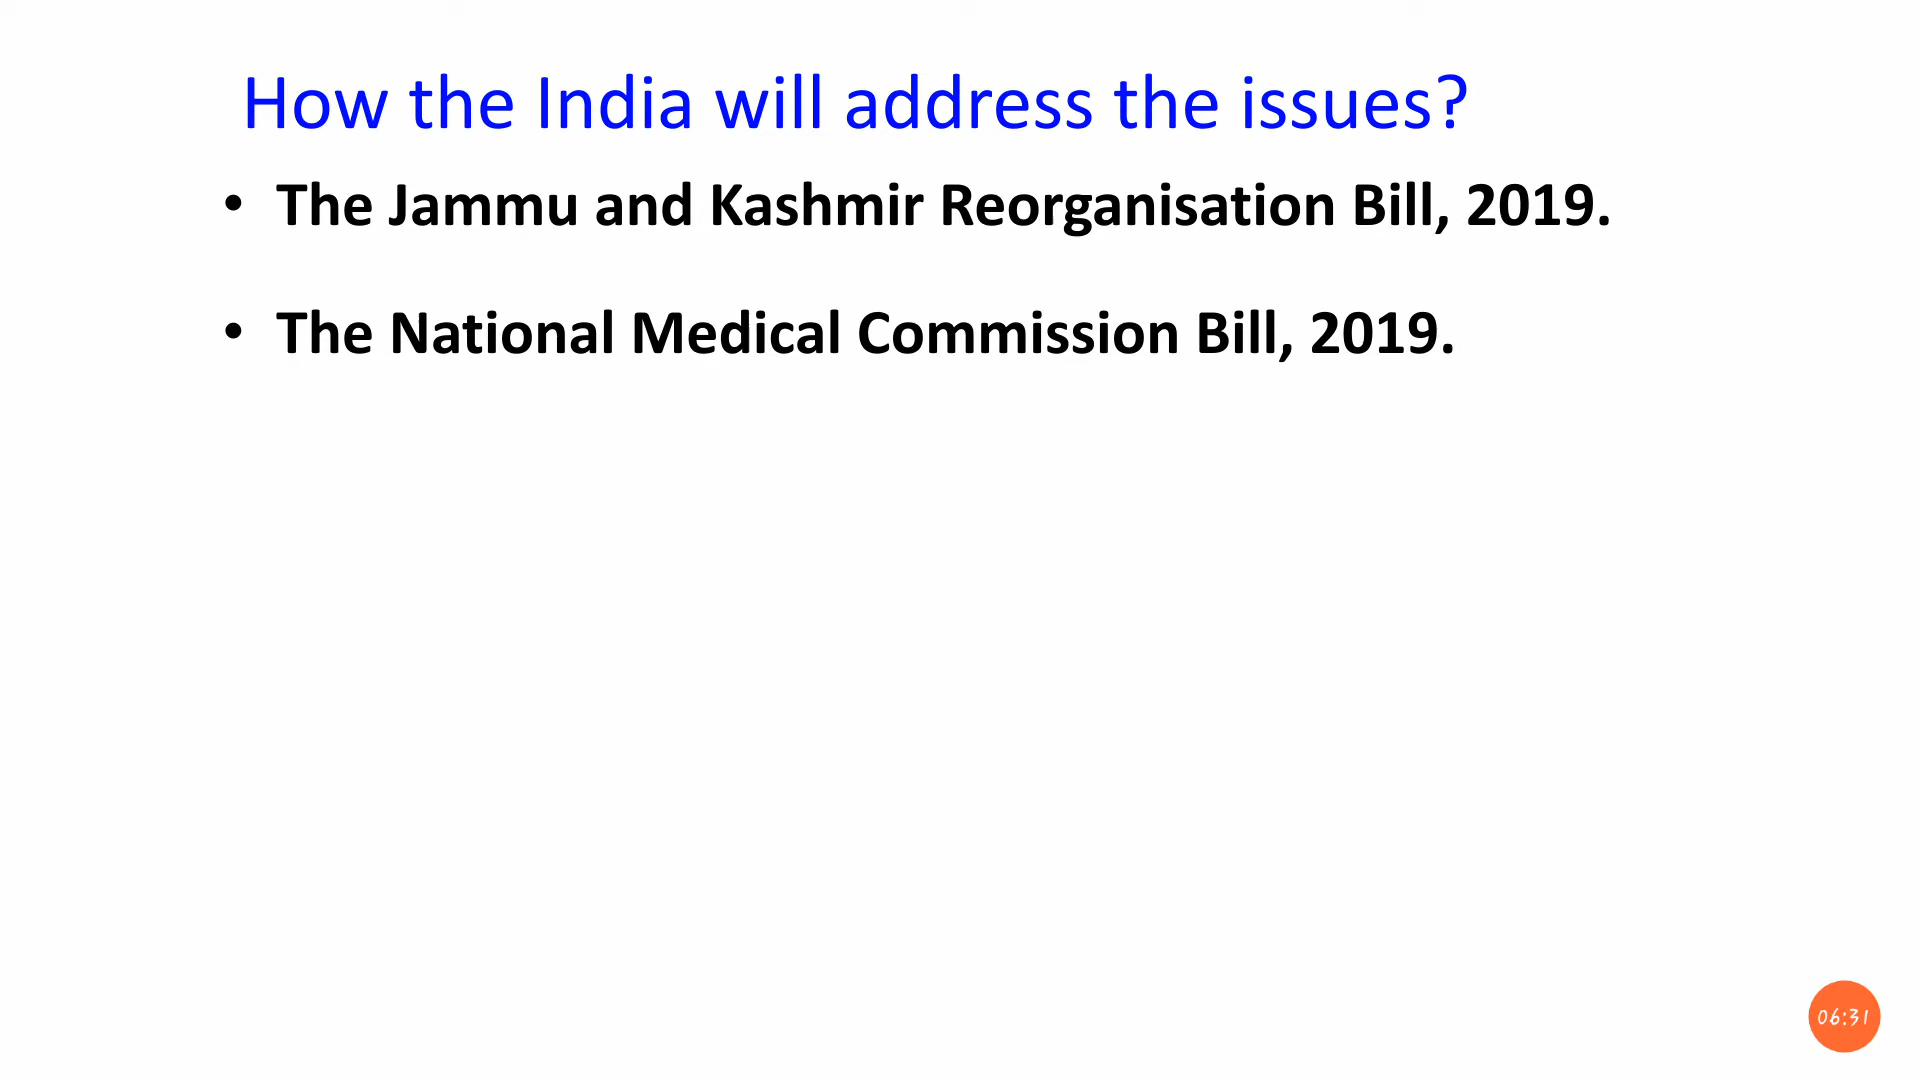 How the India will address the issues?
• The Jammu and Kashmir Reorganisation Bill, 2019.
• The National Medical Commission Bill, 2019.
06:31